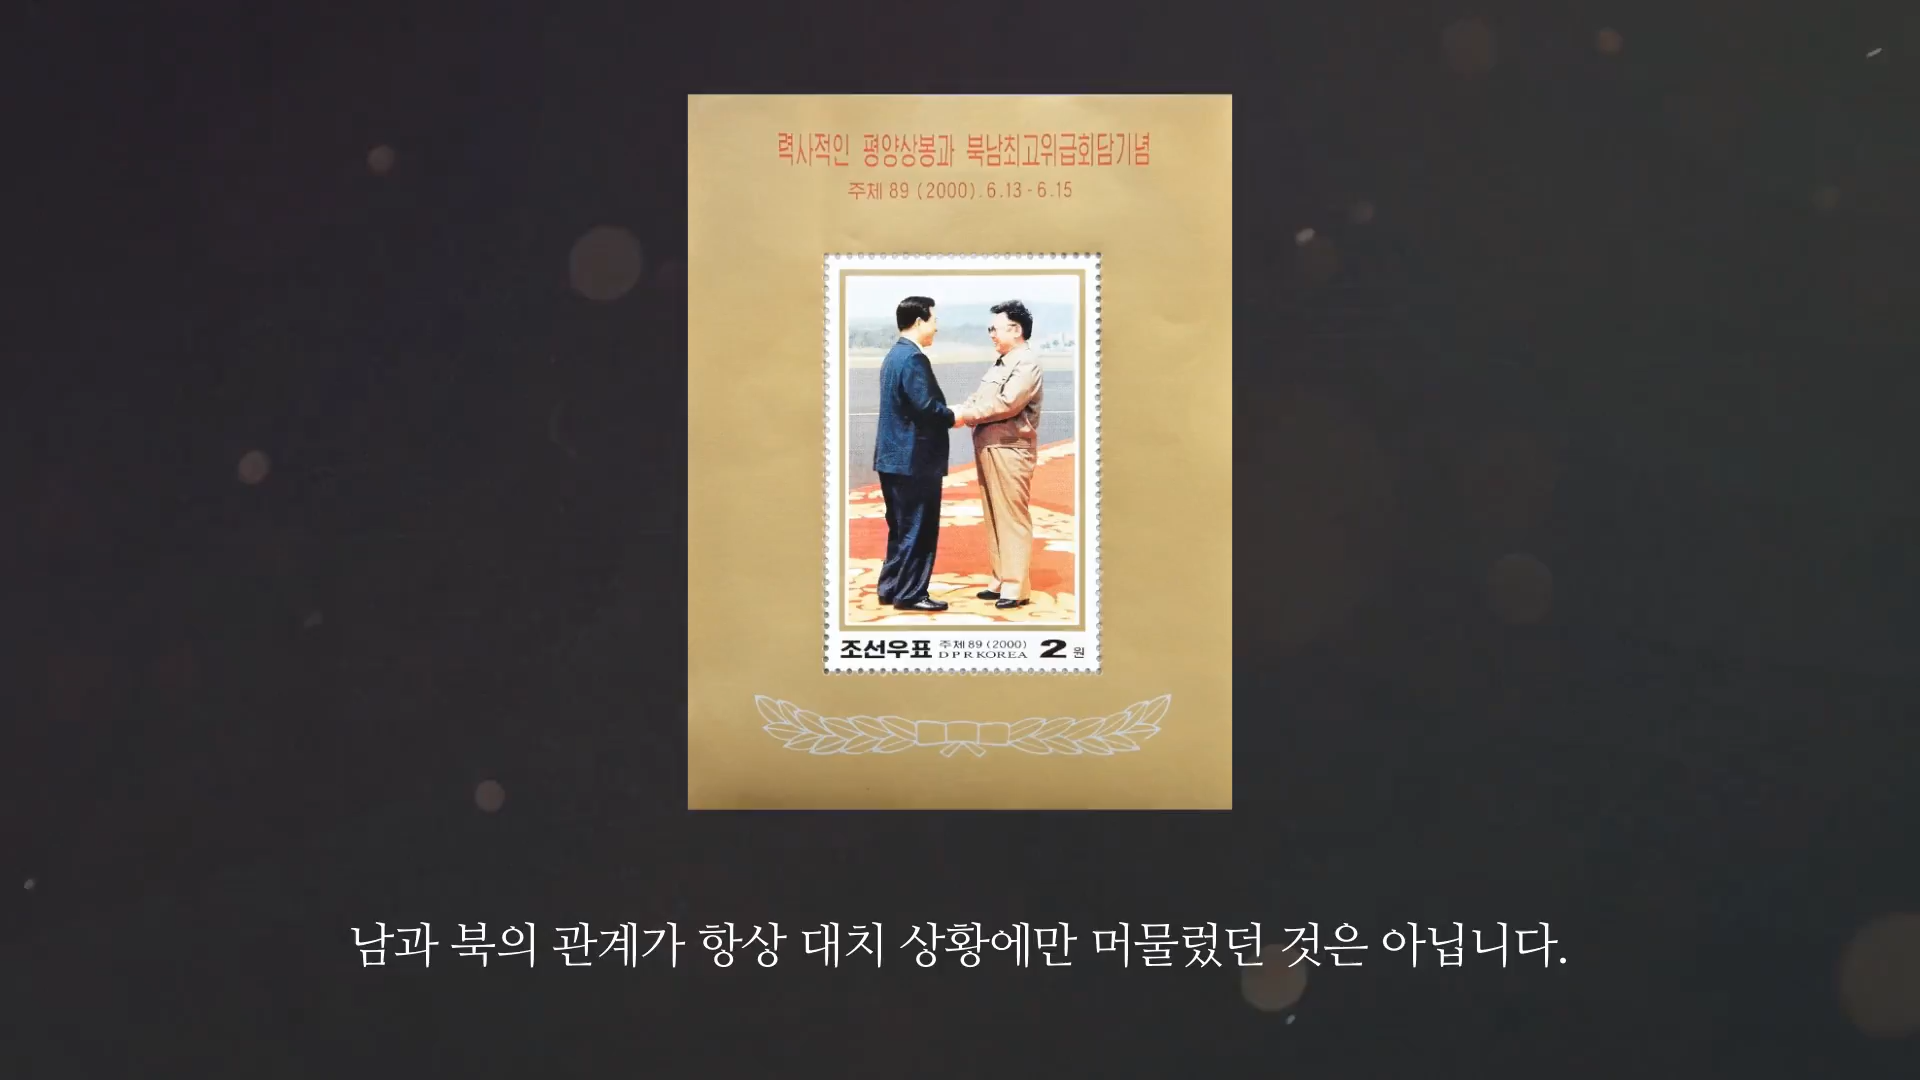 력사적인 평양상봉과 북남최고위급회담기념
주체 89 (2000). 6.13 - 6.15
조선우표 주체 89 (2000) DPRKOREA 2 원
남과 북의 관계가 항상 대치 상황에만 머물렀던 것은 아닙니다.